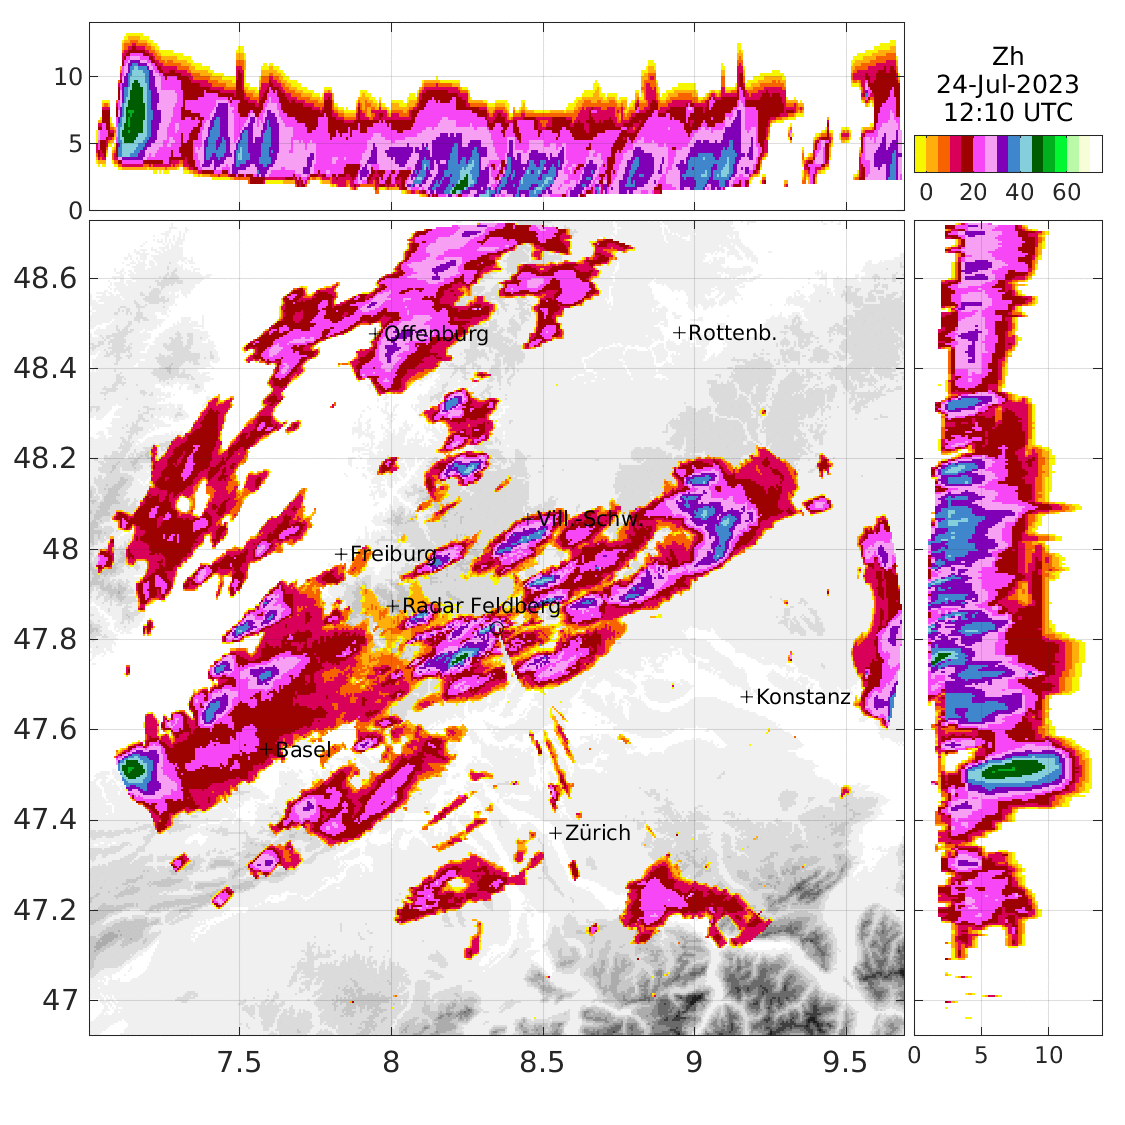 10
5
0
Zh
24-Jul-2023
12:10 UTC
0 20 40 60
48.6
48.4
48.2
48
47.8
47.6
47.4
47.2
47
+Offenburg
+Rottenb.
+Vill.-Schw.
+Freiburg
+Radar Feldberg
+Konstanz
+Basel
+Zürich
7.5 8 8.5 9 9.5
0 5 10